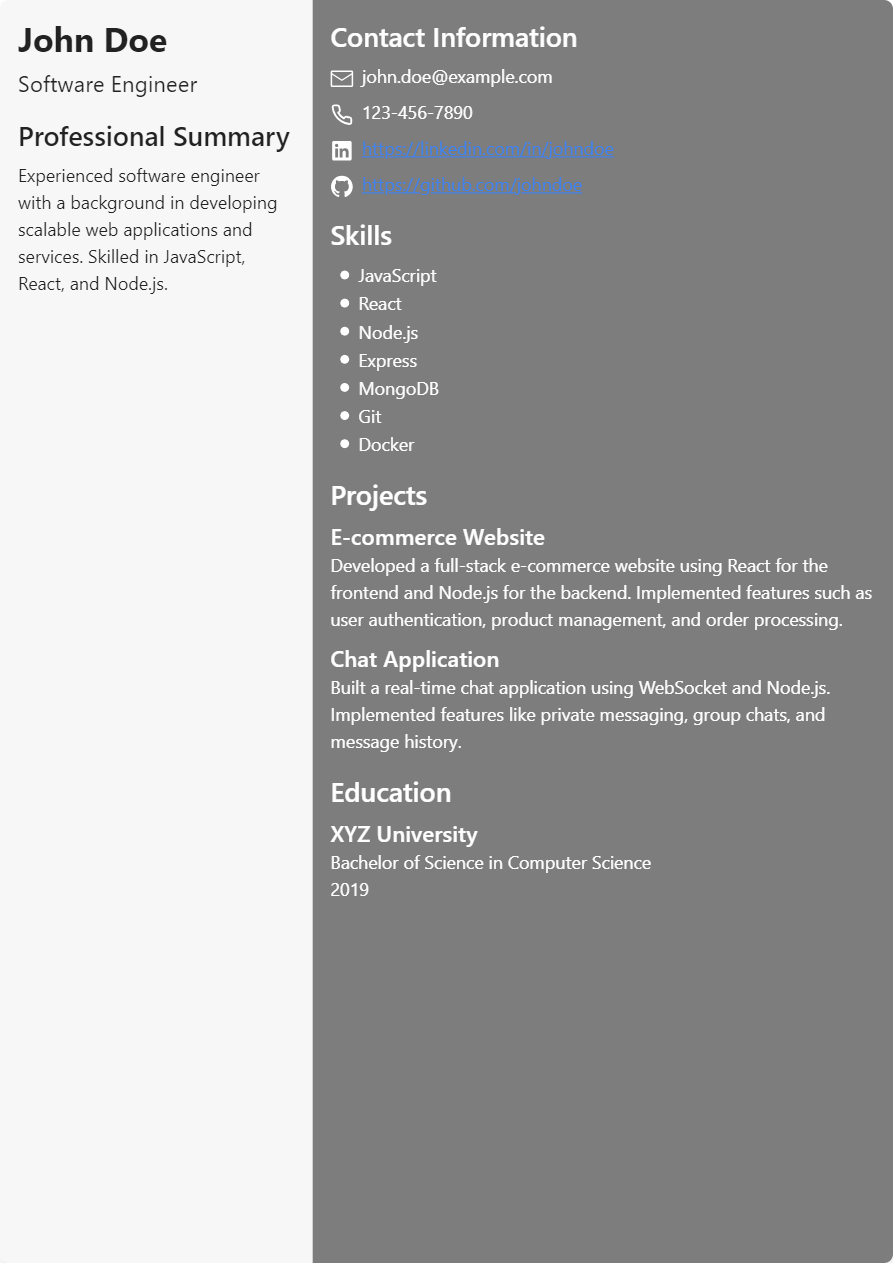 John Doe
Software Engineer
Professional Summary
Experienced software engineer
with a background in developing
scalable web applications and
services. Skilled in JavaScript,
React, and Node.js.
Contact Information
john.doe@example.com
123-456-7890
https://linkedin.com/in/johndoe
https://github.com/johndoe
Skills
JavaScript
React
Node.js
Express
MongoDB
Git
Docker
Projects
E-commerce Website
Developed a full-stack e-commerce website using React for the
frontend and Node.js for the backend. Implemented features such as
user authentication, product management, and order processing.
Chat Application
Built a real-time chat application using WebSocket and Node.js.
Implemented features like private messaging, group chats, and
message history.
Education
XYZ University
Bachelor of Science in Computer Science
2019